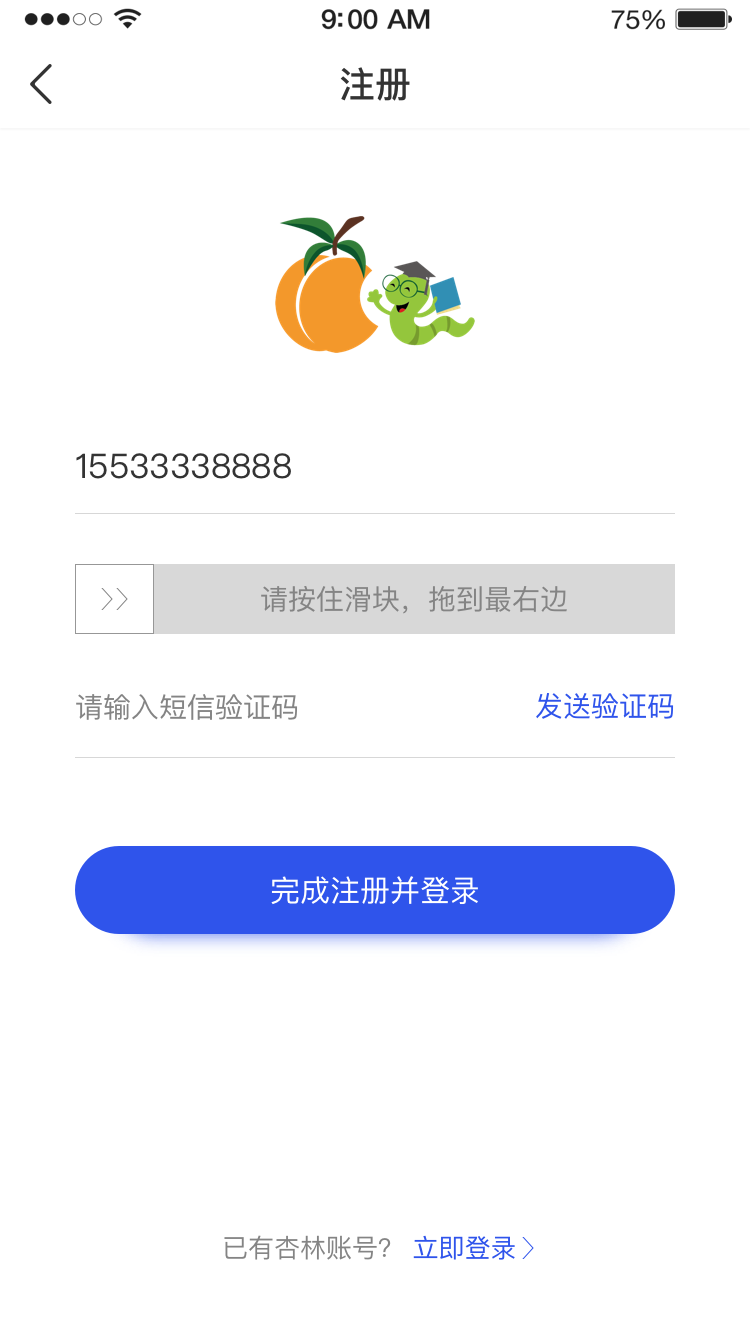 9:00 AM
75%
注册
15533338888
请按住滑块，拖到最右边
请输入短信验证码
发送验证码
完成注册并登录
已有杏林账号?
立即登录